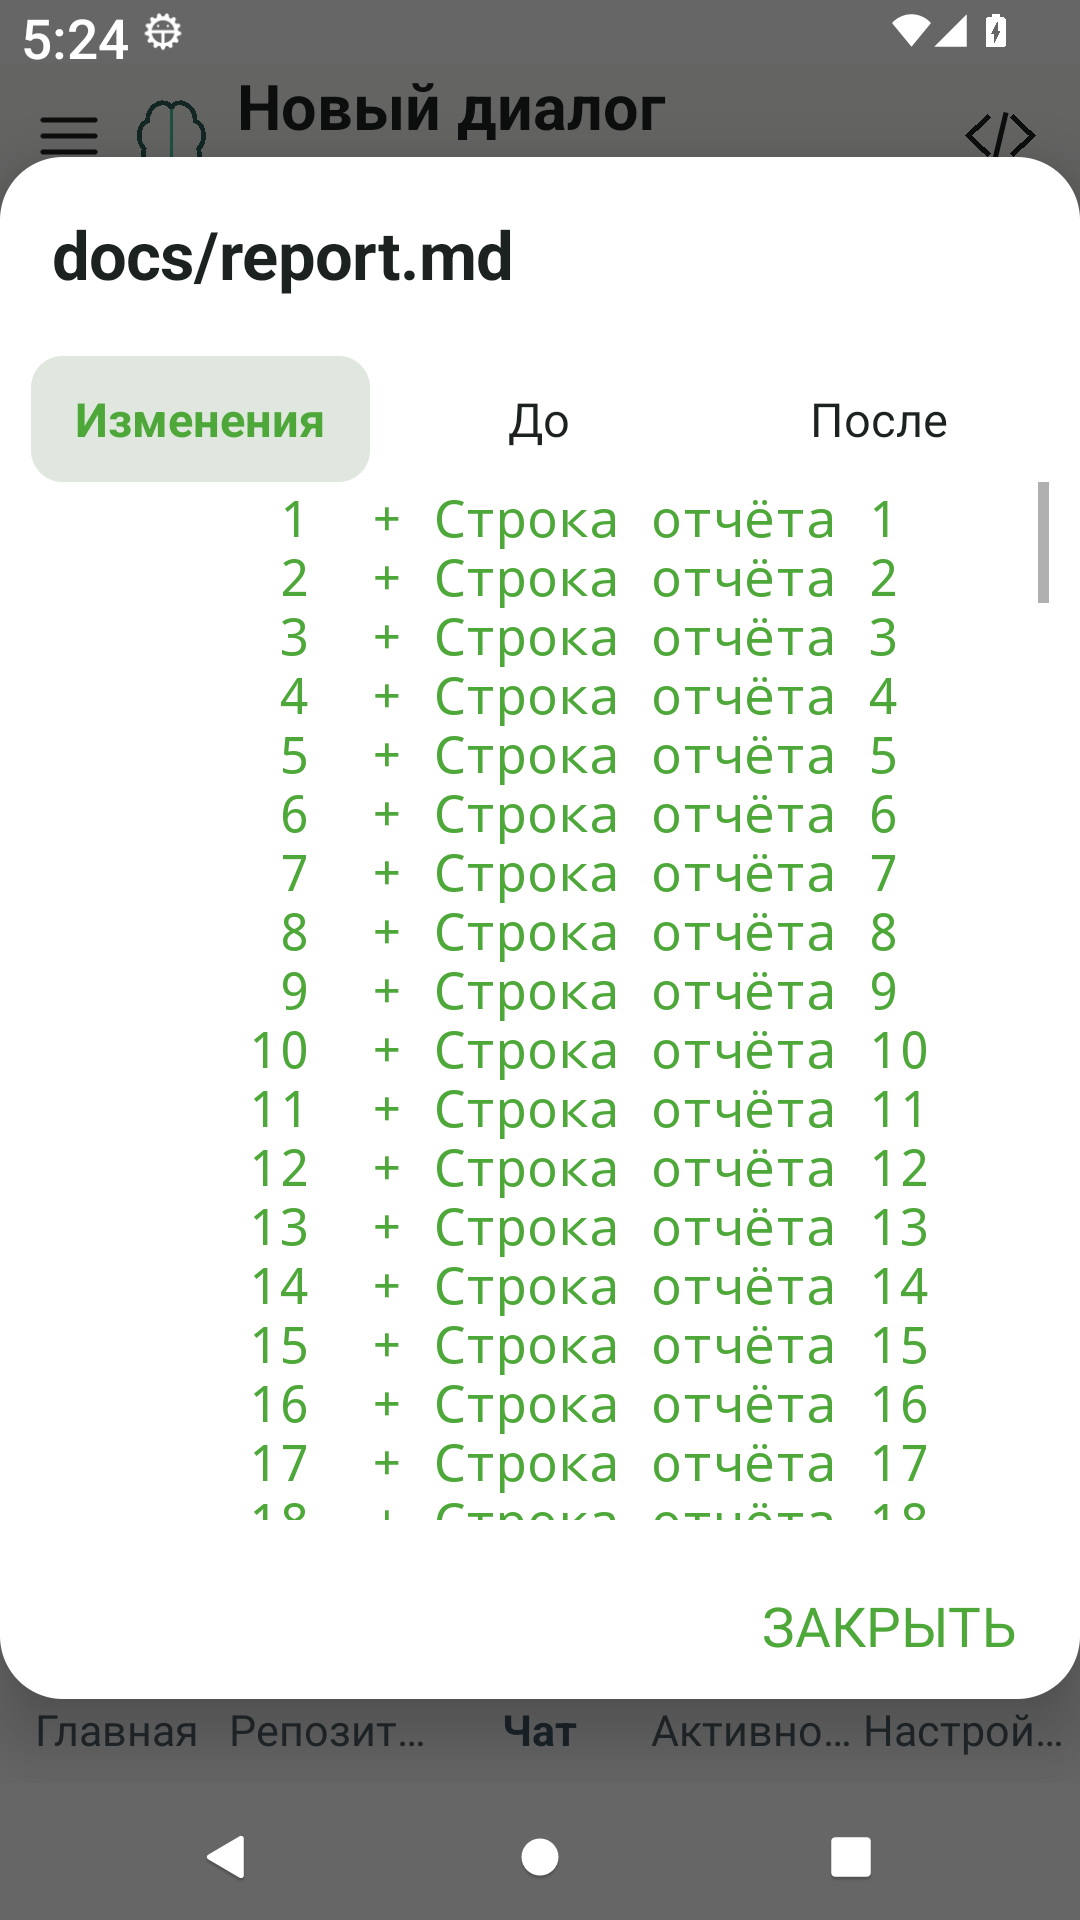 5:24
Новый диалог
docs/report.md
Изменения До После
1 + Строка отчёта 1
2 + Строка отчёта 2
3 + Строка отчёта 3
4 + Строка отчёта 4
5 + Строка отчёта 5
6 + Строка отчёта 6
7 + Строка отчёта 7
8 + Строка отчёта 8
9 + Строка отчёта 9
10 + Строка отчёта 10
11 + Строка отчёта 11
12 + Строка отчёта 12
13 + Строка отчёта 13
14 + Строка отчёта 14
15 + Строка отчёта 15
16 + Строка отчёта 16
17 + Строка отчёта 17
18 + Строка отчёта 18
ЗАКРЫТЬ
Главная Репозит... Чат Активно... Настрой...